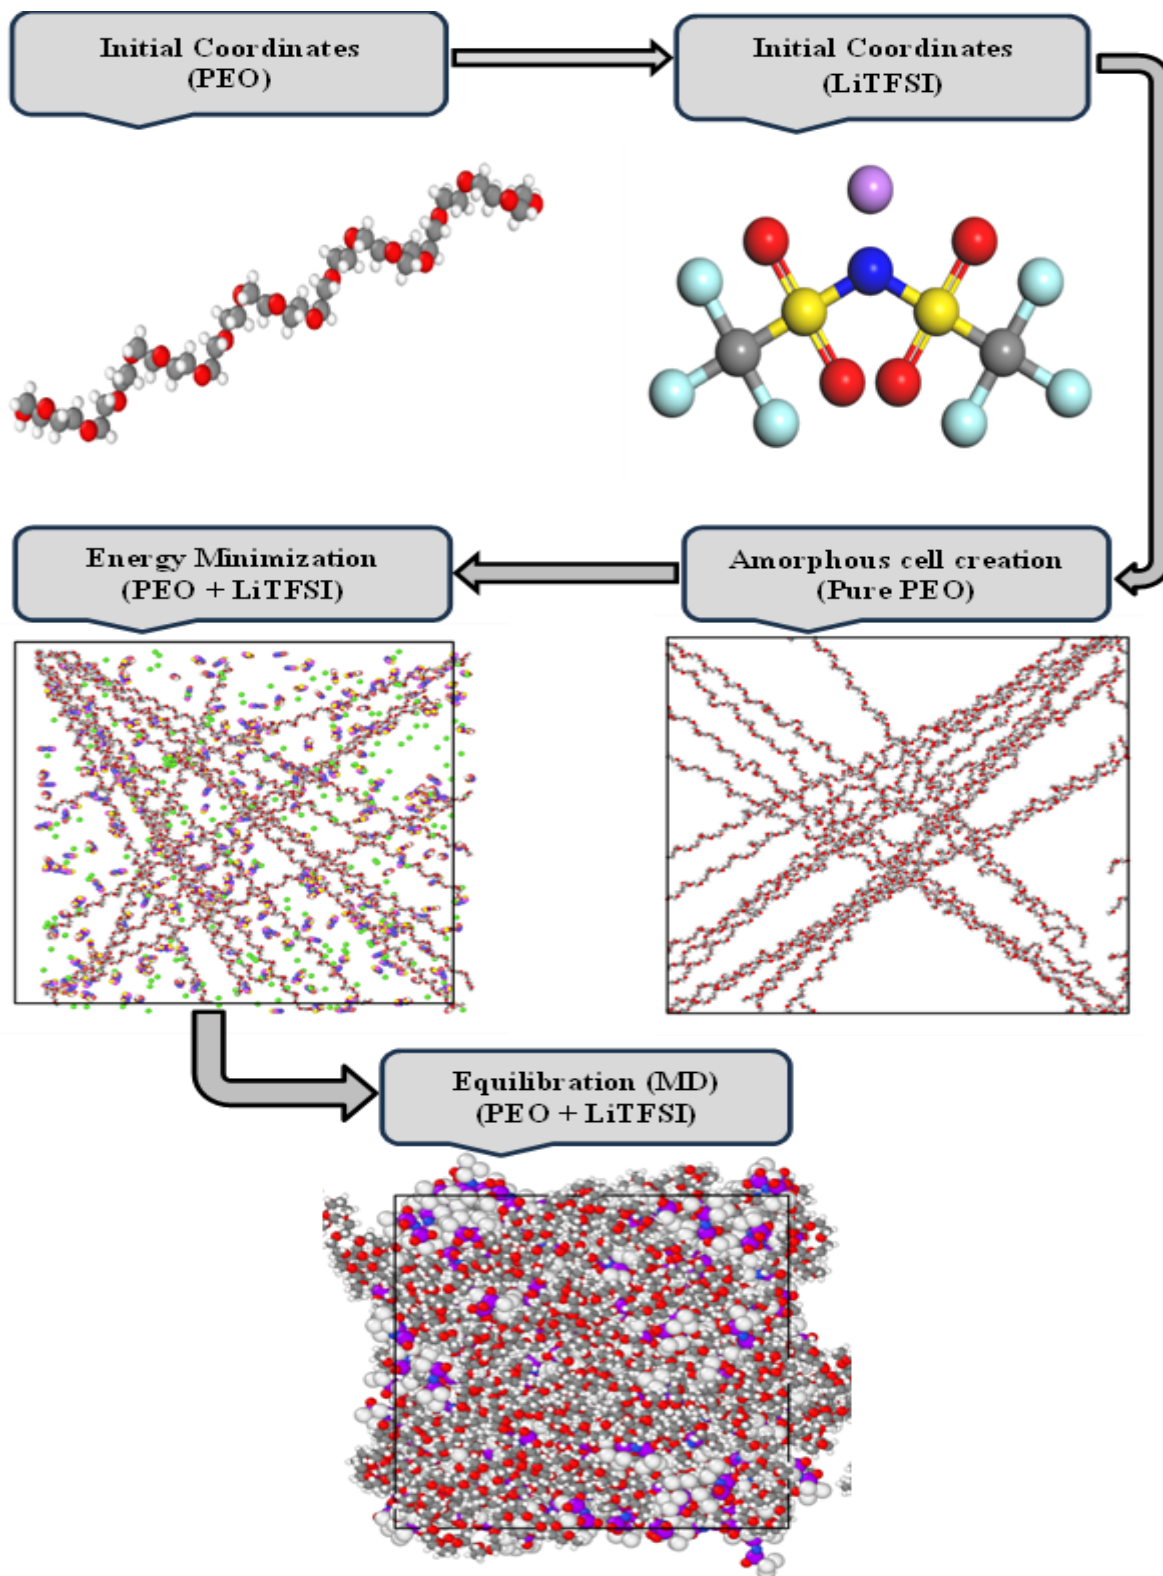 Initial Coordinates
(PEO)
Initial Coordinates
(LiTFSI)
Energy Minimization
(PEO + LiTFSI)
Amorphous cell creation
(Pure PEO)
Equilibration (MD)
(PEO + LiTFSI)